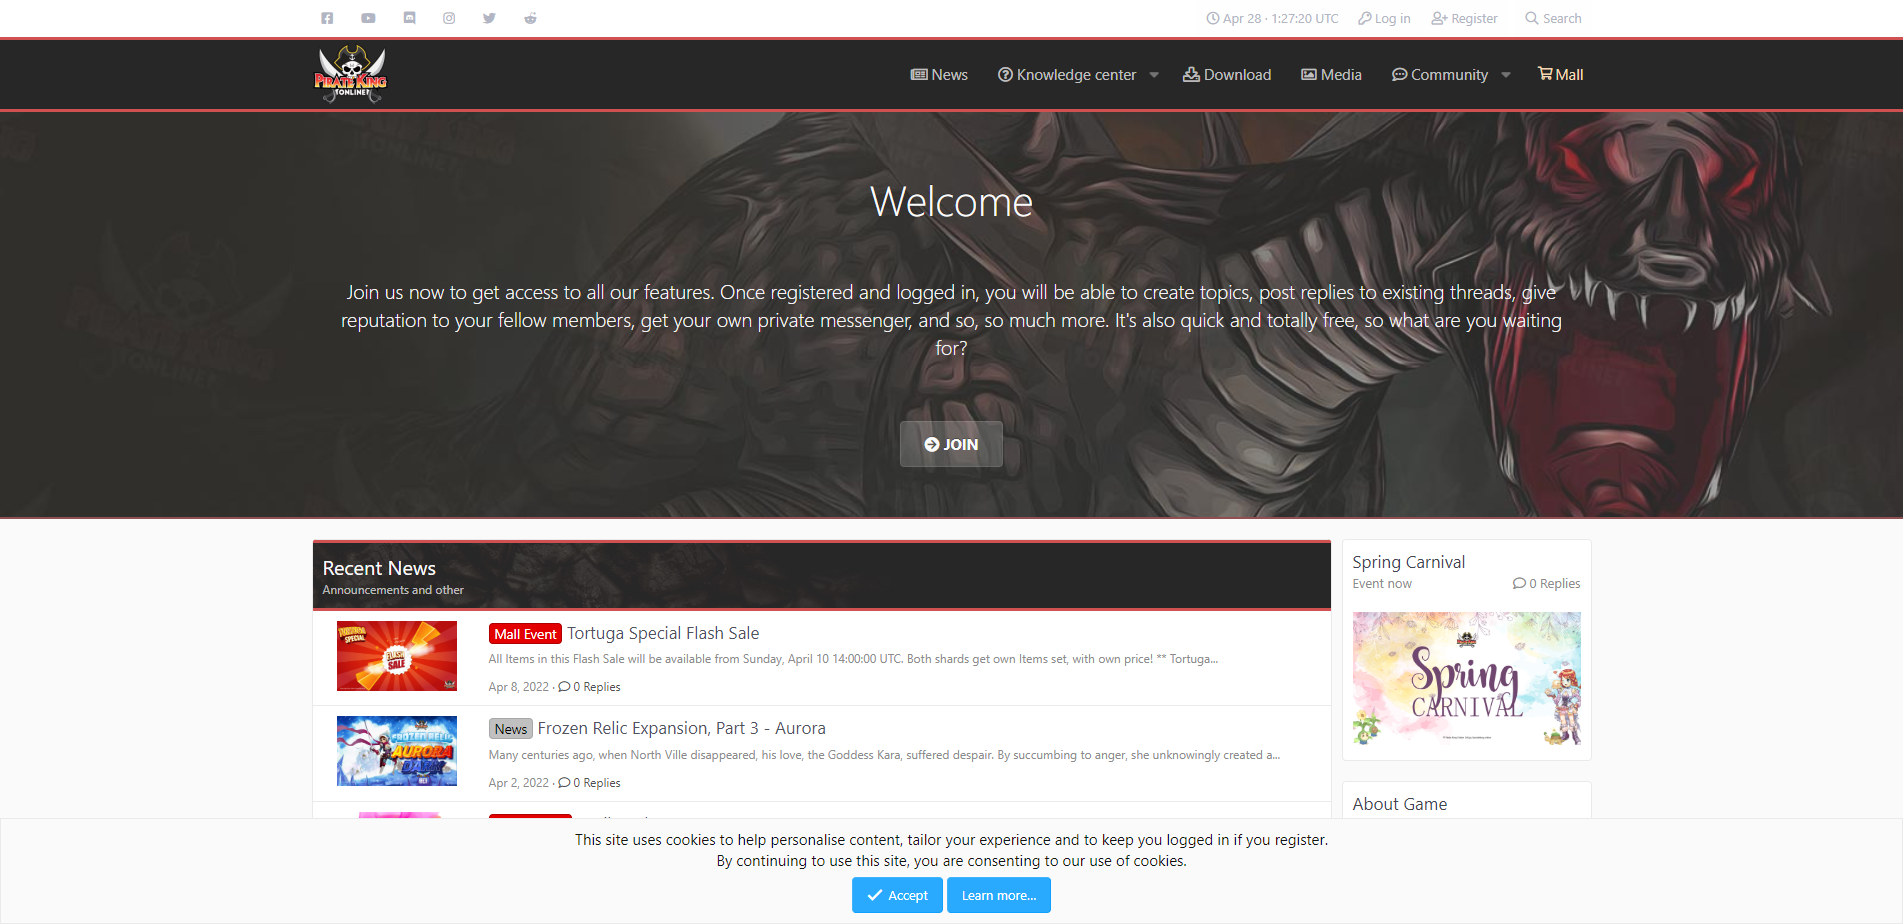 Apr 28 · 1:27:20 UTC Log in Register Search
PIRATE KING
ONLINE
News Knowledge center Download Media Community Mall
Welcome
Join us now to get access to all our features. Once registered and logged in, you will be able to create topics, post replies to existing threads, give
reputation to your fellow members, get your own private messenger, and so, so much more. It's also quick and totally free, so what are you waiting
for?
JOIN
Recent News
Announcements and other
TORTUGA
SPECIAL
FLASH
SALE
Mall Event Tortuga Special Flash Sale
All Items in this Flash Sale will be available from Sunday, April 10 14:00:00 UTC. Both shards get own Items set, with own price! ** Tortuga...
Apr 8, 2022 · 0 Replies
FROZEN RELIC
AURORA
News Frozen Relic Expansion, Part 3 - Aurora
Many centuries ago, when North Ville disappeared, his love, the Goddess Kara, suffered despair. By succumbing to anger, she unknowingly created a...
Apr 2, 2022 · 0 Replies
Spring Carnival
Event now 0 Replies
Spring
CARNIVAL
About Game
This site uses cookies to help personalise content, tailor your experience and to keep you logged in if you register.
By continuing to use this site, you are consenting to our use of cookies.
Accept Learn more...